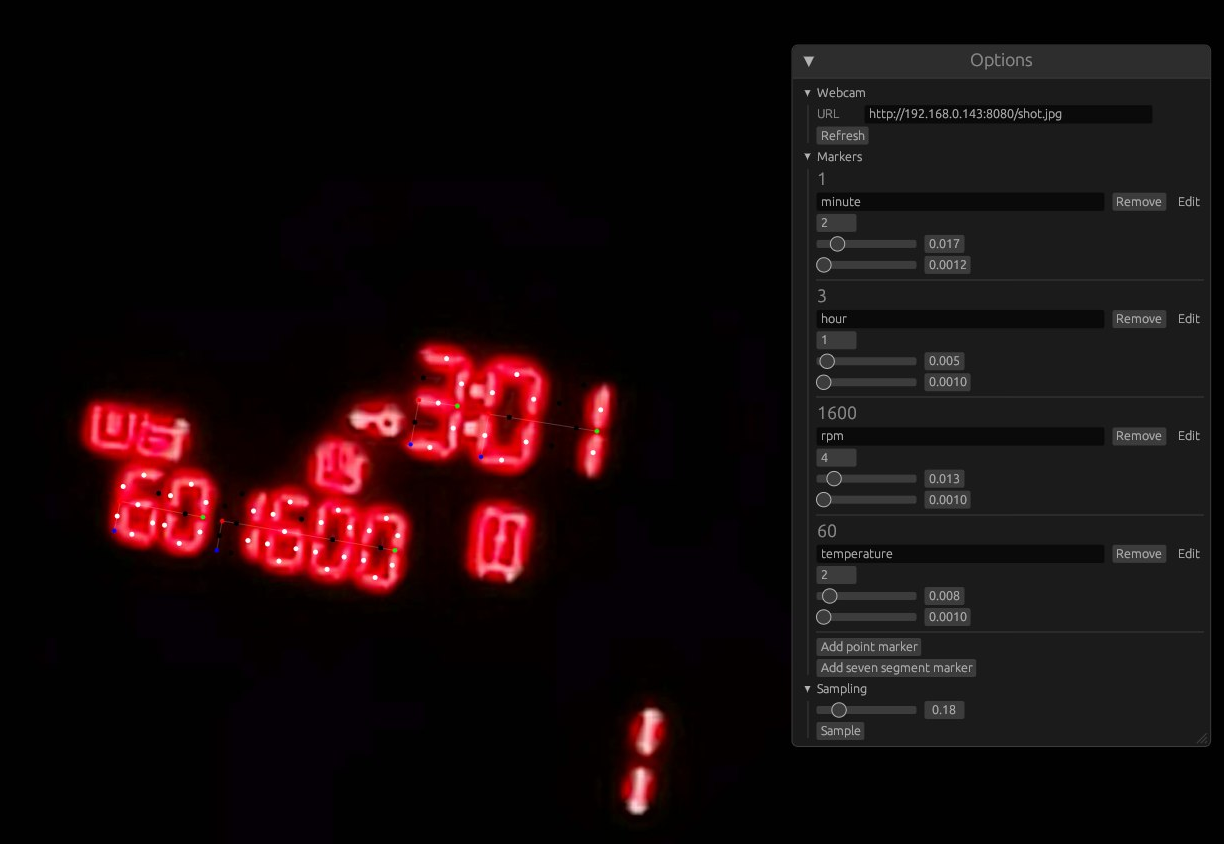 Options
Webcam
URL http://192.168.0.143:8080/shot.jpg
Refresh
Markers
1
minute Remove Edit
2
0.017
0.0012
3
hour Remove Edit
1
0.005
0.0010
1600
rpm Remove Edit
4
0.013
0.0010
60
temperature Remove Edit
2
0.008
0.0010
Add point marker
Add seven segment marker
Sampling
0.18
Sample
3:01
60
1600